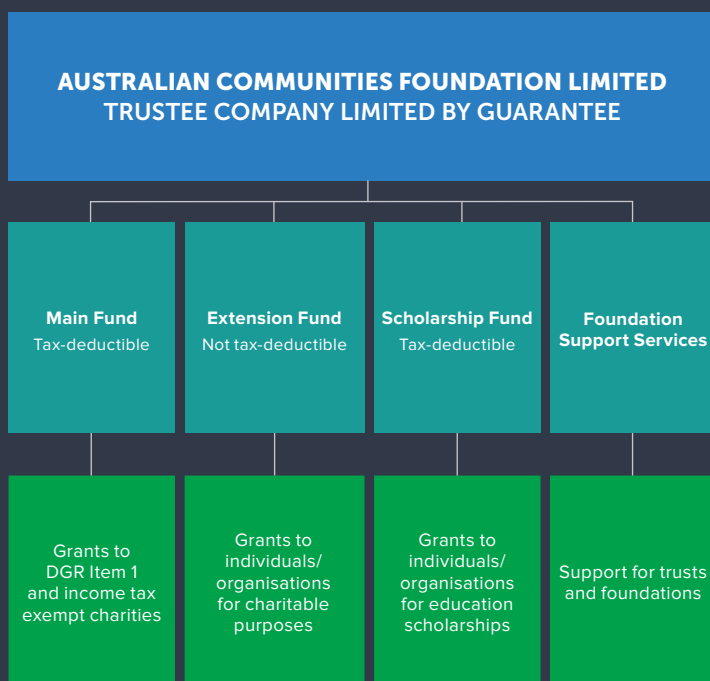 AUSTRALIAN COMMUNITIES FOUNDATION LIMITED
TRUSTEE COMPANY LIMITED BY GUARANTEE
Main Fund
Tax-deductible
Extension Fund
Not tax-deductible
Scholarship Fund
Tax-deductible
Foundation
Support Services
Grants to
DGR Item 1
and income tax
exempt charities
Grants to
individuals/
organisations
for charitable
purposes
Grants to
individuals/
organisations
for education
scholarships
Support for trusts
and foundations